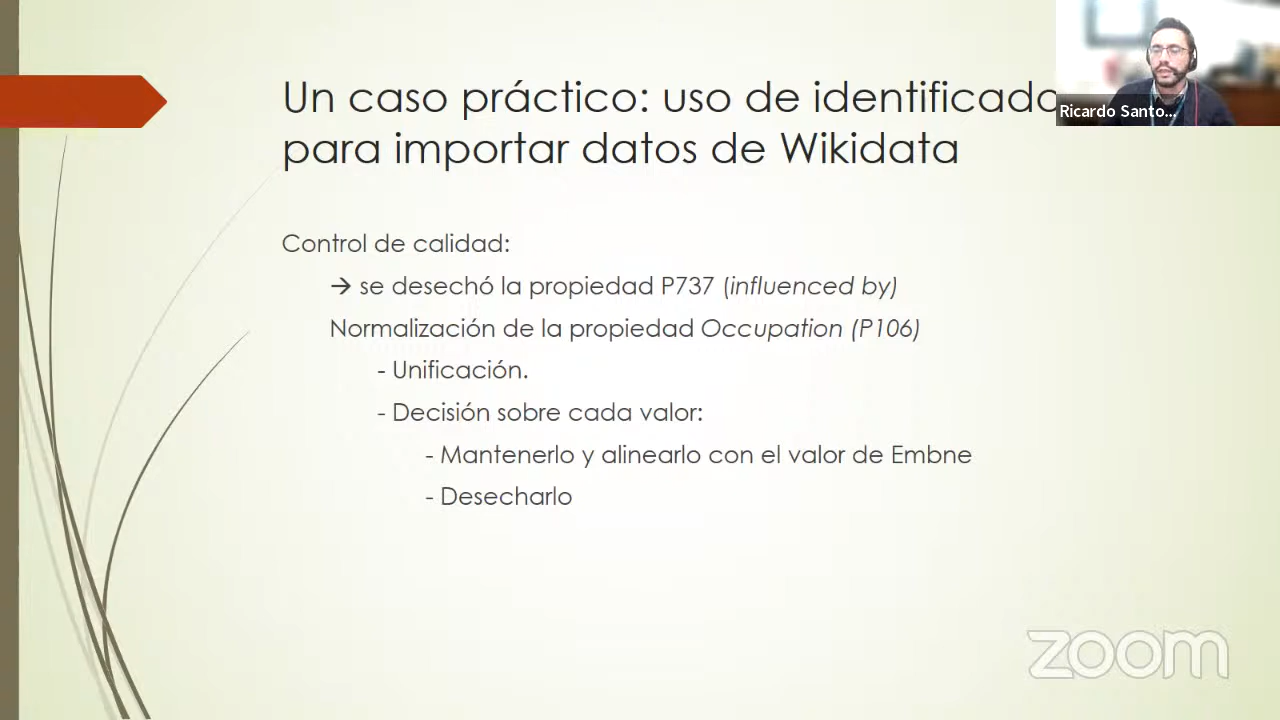 Un caso práctico: uso de identificado
para importar datos de Wikidata
Ricardo Santo...
Control de calidad:
→ se desechó la propiedad P737 (influenced by)
Normalización de la propiedad Occupation (P106)
- Unificación.
- Decisión sobre cada valor:
- Mantenerlo y alinearlo con el valor de Embne
- Desecharlo
zoom